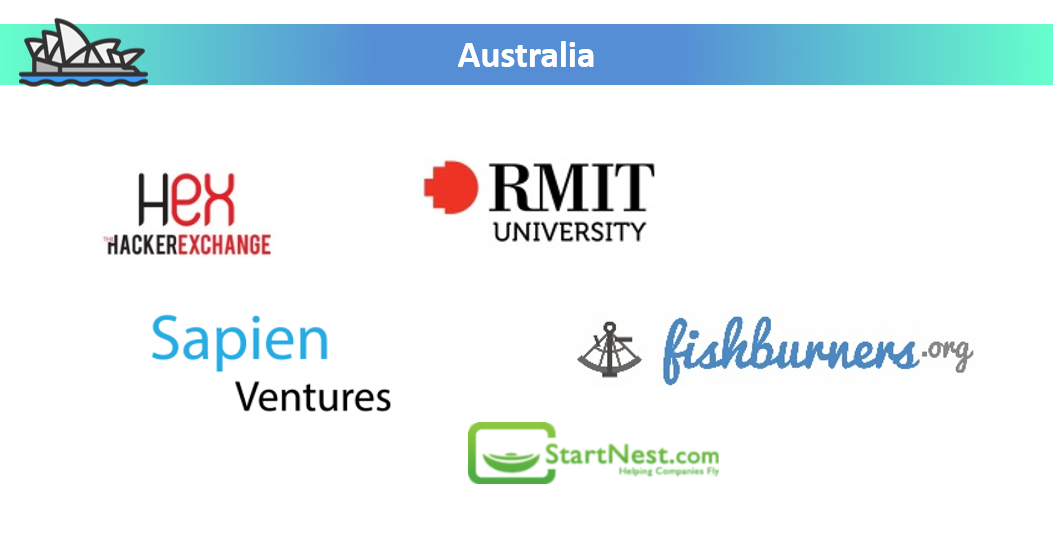 Australia
Hex
THE HACKEREXCHANGE
RMIT
UNIVERSITY
Sapien
Ventures
fishburners.org
StartNest.com
Helping Companies Fly